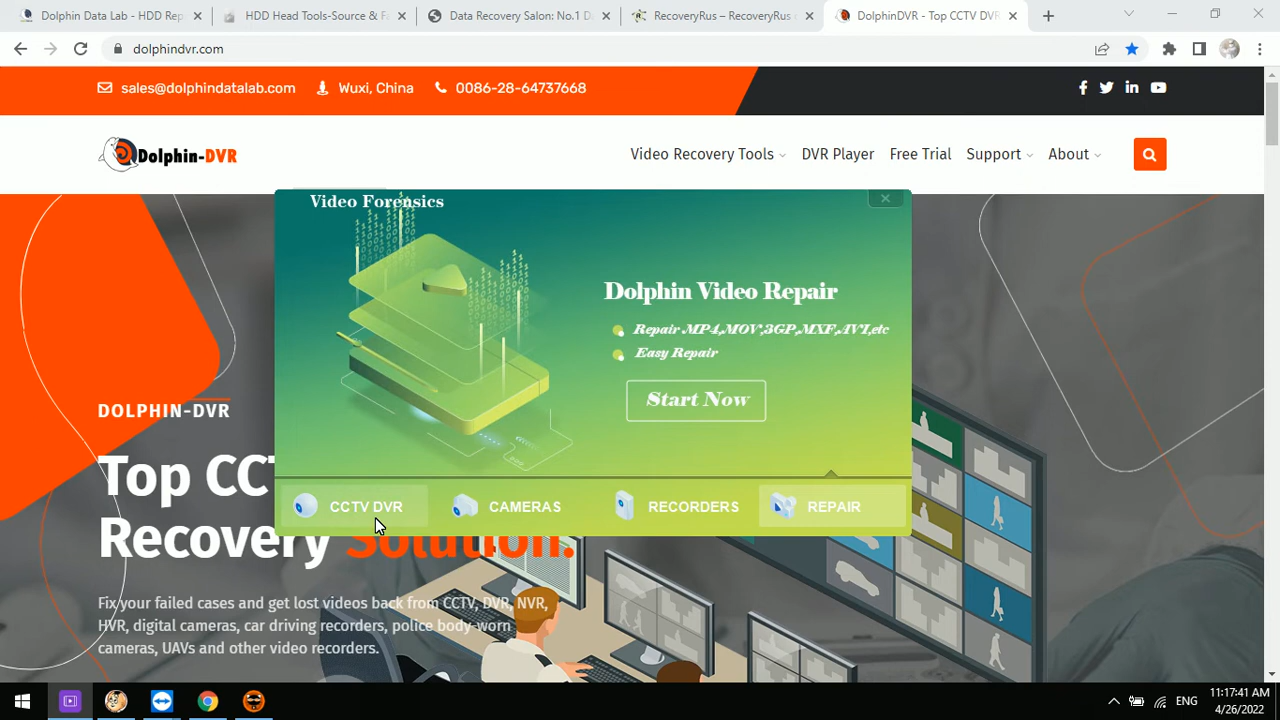 Dolphin Data Lab - HDD Rep
HDD Head Tools-Source & F
Data Recovery Salon: No.1 D
RecoveryRus – RecoveryRus
DolphinDVR - Top CCTV DVR
dolphindvr.com
sales@dolphindatalab.com
Wuxi, China
0086-28-64737668
Dolphin-DVR
Video Recovery Tools
DVR Player
Free Trial
Support
About
Video Forensics
Dolphin Video Repair
Repair MP4,MOV,3GP,MXF,AVI,etc
Easy Repair
Start Now
CCTV DVR
CAMERAS
RECORDERS
REPAIR
DOLPHIN-DVR
Top CCT
Recovery Solution.
Fix your failed cases and get lost videos back from CCTV, DVR, NVR,
HVR, digital cameras, car driving recorders, police body-worn
cameras, UAVs and other video recorders.
ENG
11:17:41 AM
4/26/2022